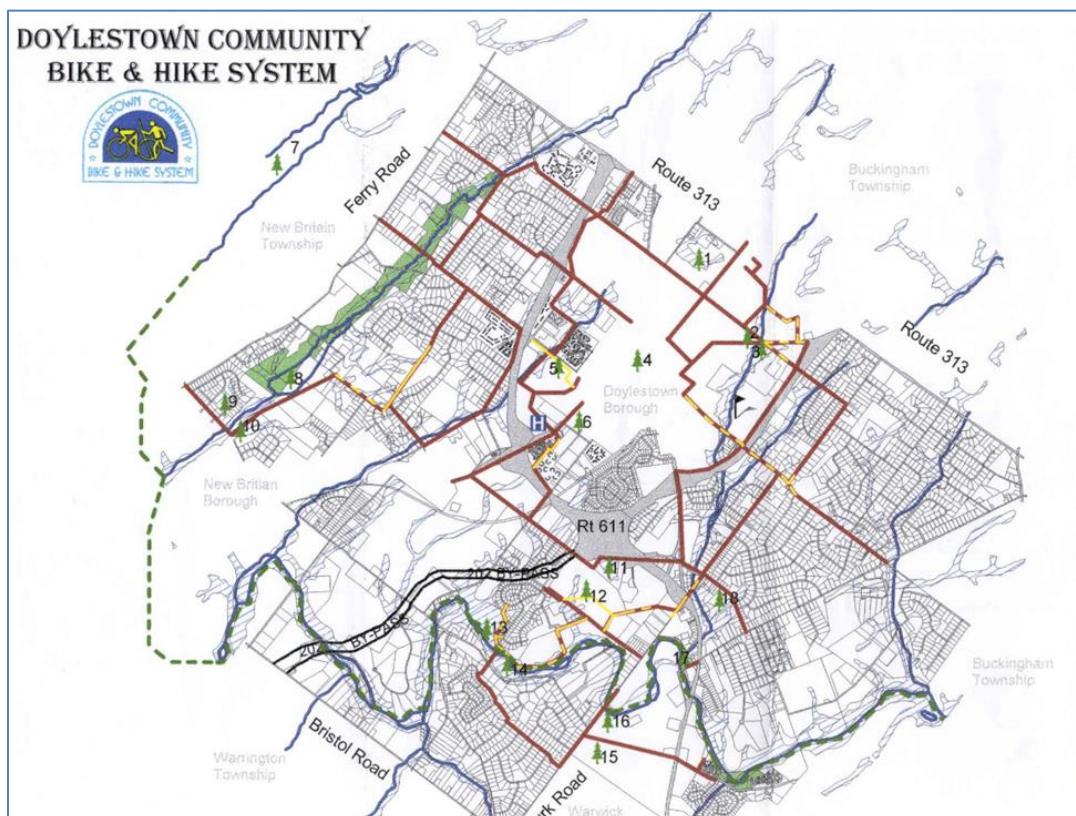 DOYLESTOWN COMMUNITY
BIKE & HIKE SYSTEM
DOYLESTOWN COMMUNITY
BIKE & HIKE SYSTEM
7
Ferry Road
Route 313
Buckingham
Township
New Britain
Township
1
2
3
Route 313
4
5
8
9
10
Doylestown
Borough
6
H
New Britian
Borough
Rt 611
202 BY-PASS
11
12
18
13
202 BY-PASS
14
17
Buckingham
Township
16
15
Bristol Road
Warrington
Township
rk Road
Warwick